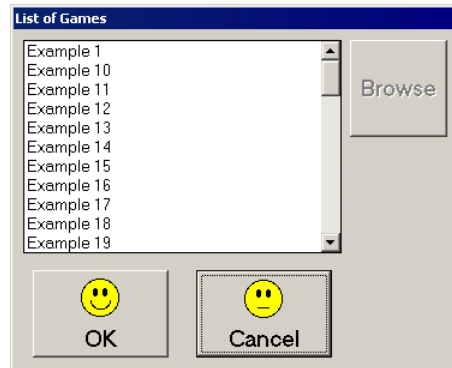 List of Games
Example 1
Example 10
Example 11
Example 12
Example 13
Example 14
Example 15
Example 16
Example 17
Example 18
Example 19
Browse
OK
Cancel